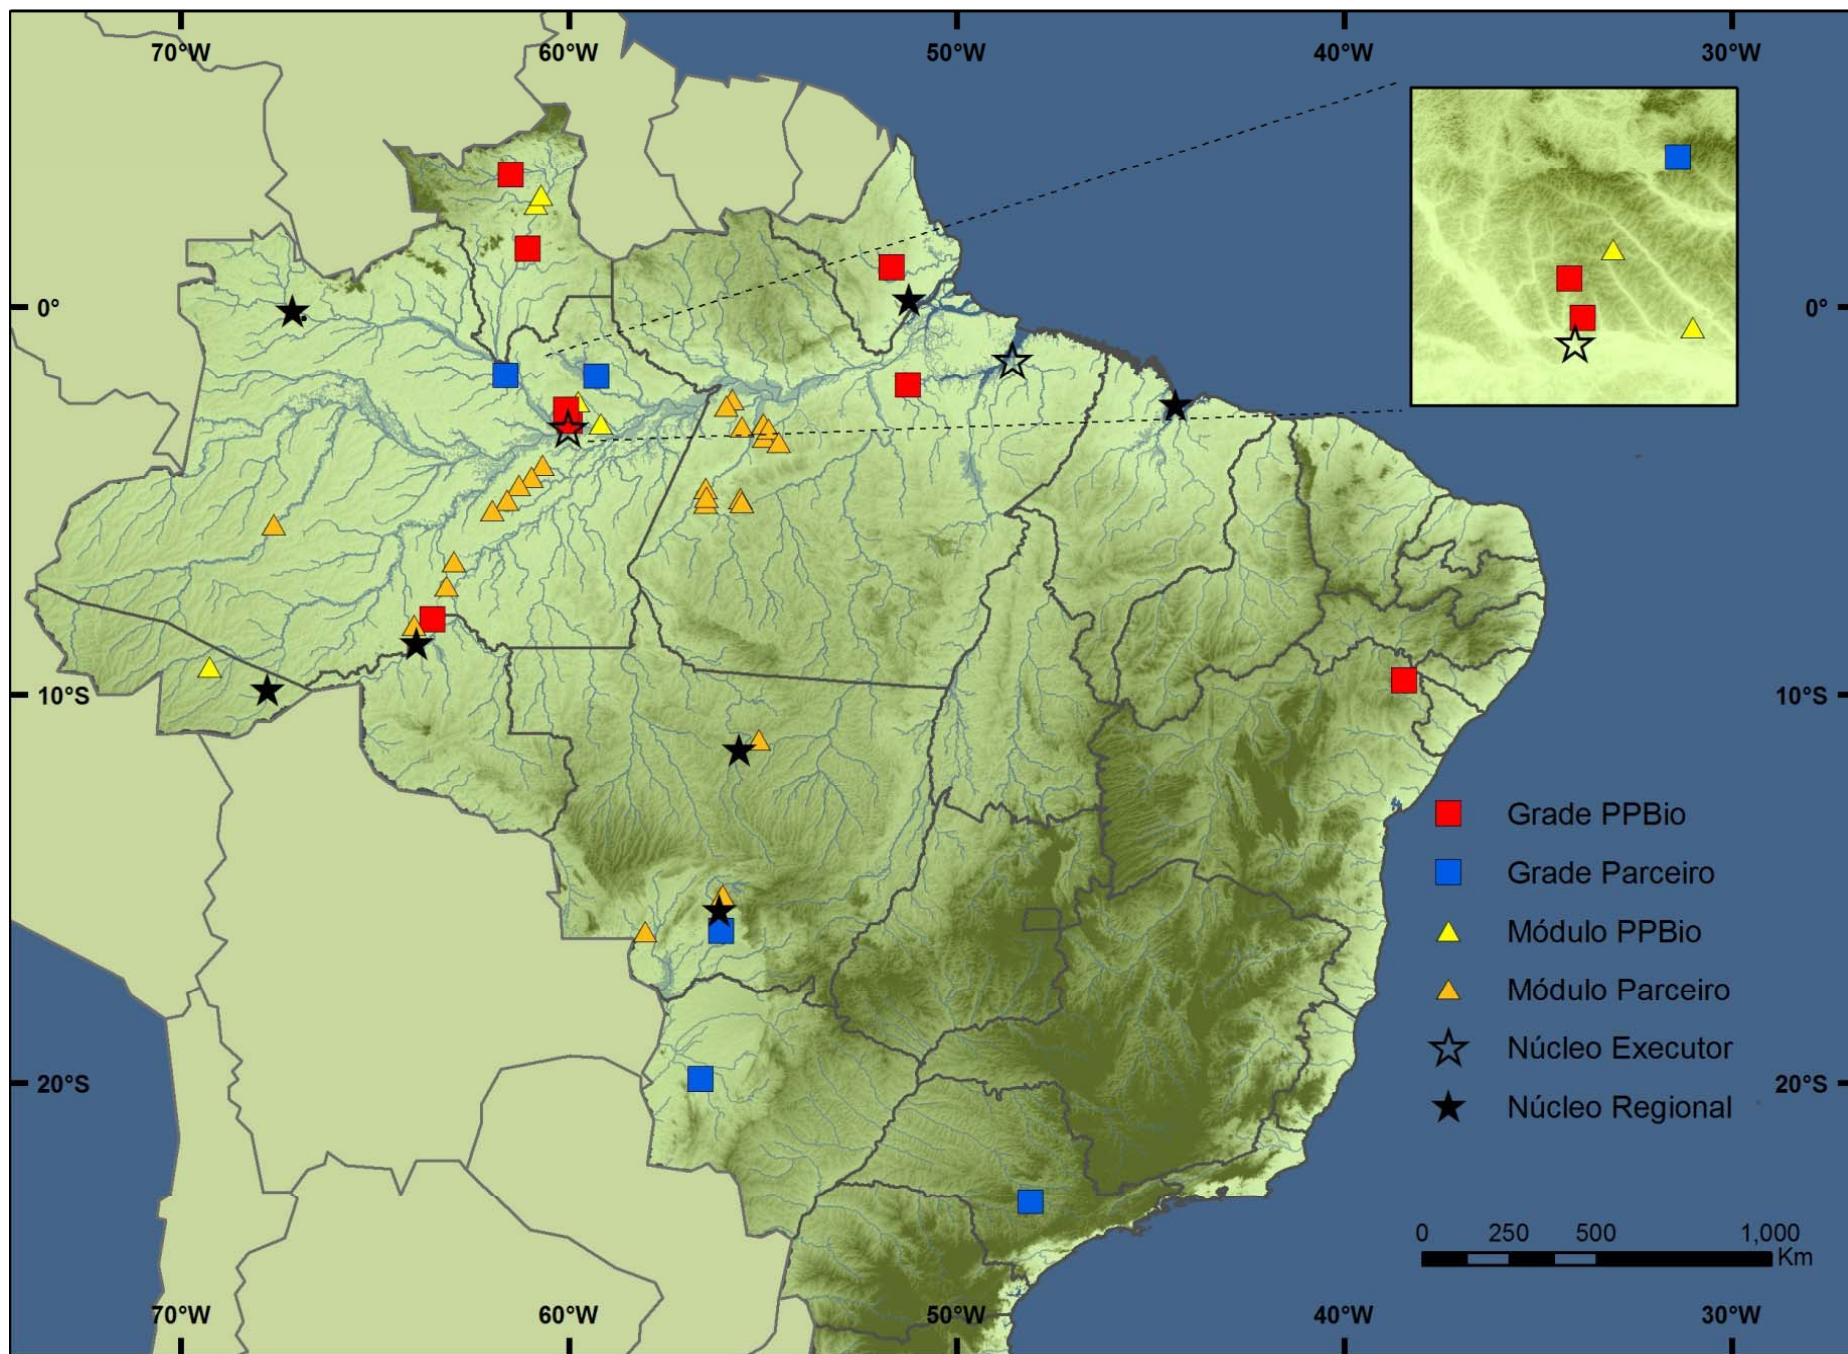 70°W 60°W 50°W 40°W 30°W
0° 0°
10°S 10°S
Grade PPBio
Grade Parceiro
Módulo PPBio
Módulo Parceiro
Núcleo Executor
20°S 20°S
Núcleo Regional
0 250 500 1,000
Km
70°W 60°W 50°W 40°W 30°W